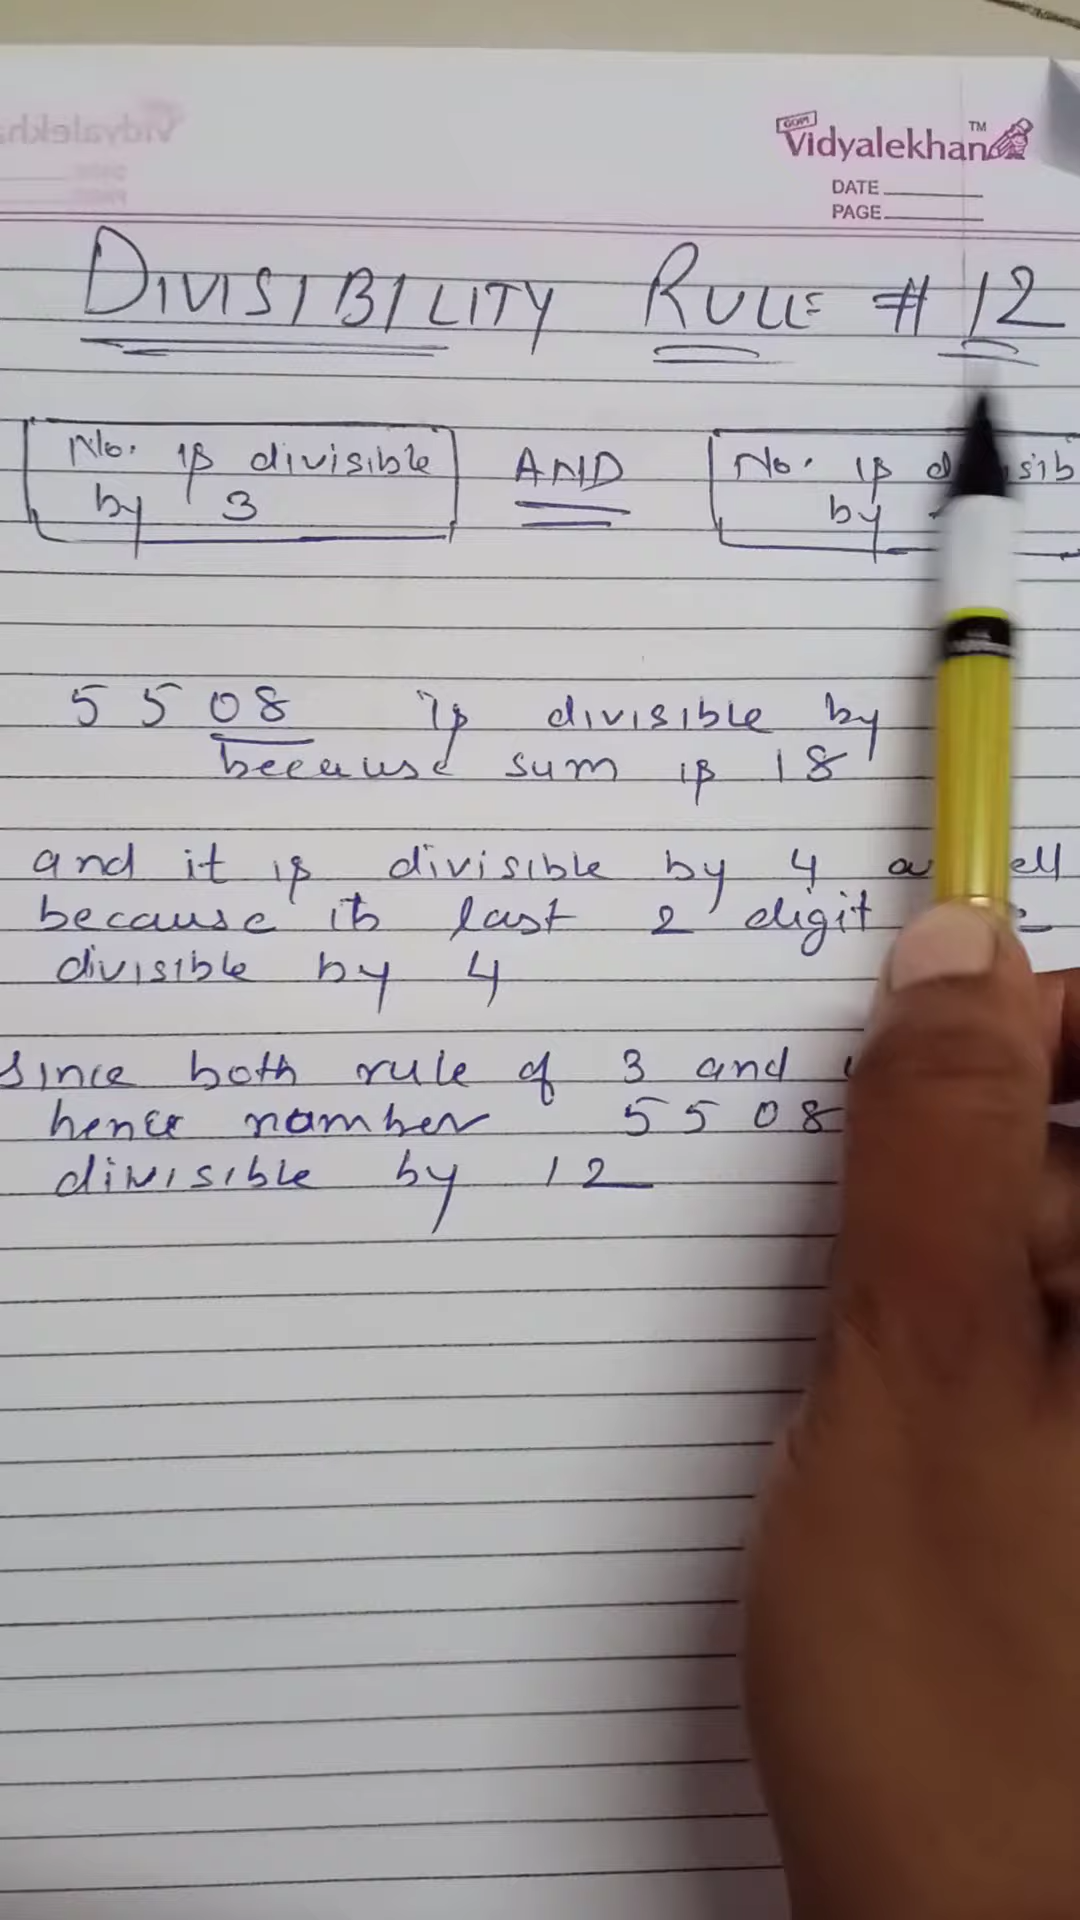 GOPI
Vidyalekhan™
DATE
PAGE
DIVISIBILITY RULE # 12
No. is divisible
by 3
AND
No. is
by
5508 is divisible by
because sum is 18
and it is divisible by 4
because its last 2 digit
divisible by 4
since both rule of 3 and
hence number 5508
divisible by 12